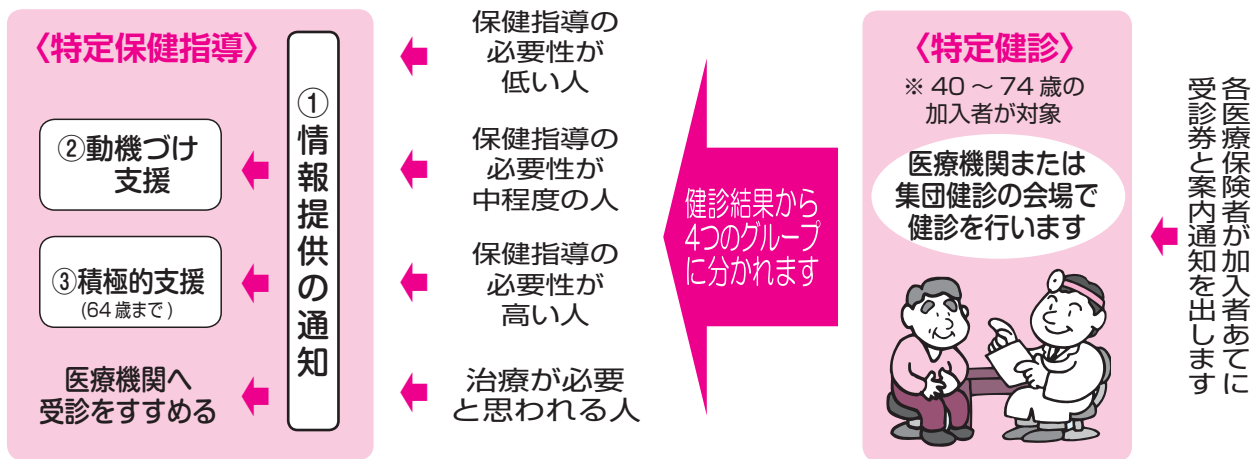 各医療保険者が加入者あてに
受診券と案内通知を出します
〈特定健診〉
※ 40 ～ 74 歳の
加入者が対象
医療機関または
集団健診の会場で
健診を行います
健診結果から
4つのグループ
に分かれます
保健指導の
必要性が
低い人
保健指導の
必要性が
中程度の人
保健指導の
必要性が
高い人
治療が必要
と思われる人
〈特定保健指導〉
①情報提供の通知
②動機づけ
支援
③積極的支援
(64 歳まで)
医療機関へ
受診をすすめる